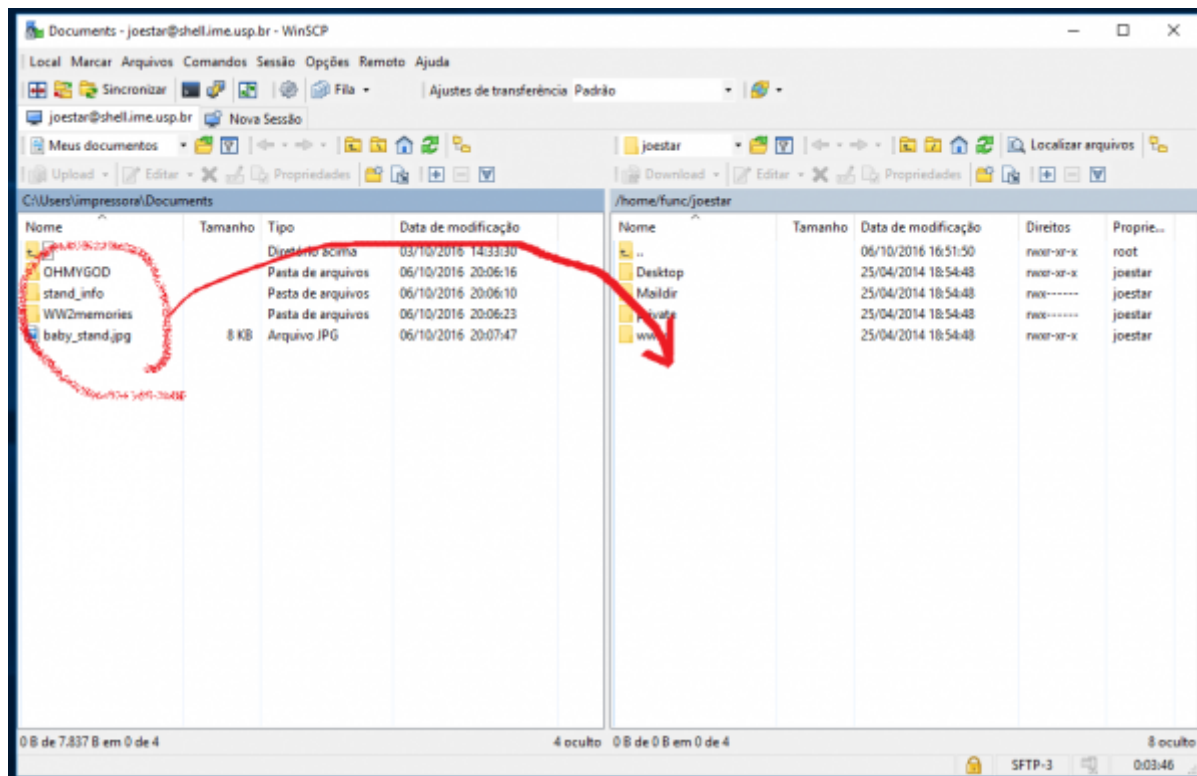 Documents - joestar@shell.ime.usp.br - WinSCP
Local Marcar Arquivos Comandos Sessão Opções Remoto Ajuda
Sincronizar Fila Ajustes de transferência Padrão
joestar@shell.ime.usp.br Nova Sessão
Meus documentos joestar Localizar arquivos
Upload Editar Propriedades Download Editar Propriedades
C:\Users\impressora\Documents /home/func/joestar
Nome Tamanho Tipo Data de modificação Nome Tamanho Data de modificação Direitos Proprie...
Diretório acima 03/10/2016 14:33:30 .. 06/10/2016 16:51:50 rwxr-xr-x root
OHMYGOD Pasta de arquivos 06/10/2016 20:06:16 Desktop 25/04/2014 18:54:48 rwxr-xr-x joestar
stand_info Pasta de arquivos 06/10/2016 20:06:10 Maildir 25/04/2014 18:54:48 rwx------ joestar
WW2memories Pasta de arquivos 06/10/2016 20:06:23 private 25/04/2014 18:54:48 rwx------ joestar
baby_stand.jpg 8 KB Arquivo JPG 06/10/2016 20:07:47 25/04/2014 18:54:48 rwxr-xr-x joestar
0 B de 7.837 B em 0 de 4 4 oculto 0 B de 0 B em 0 de 4 8 oculto
SFTP-3 0:03:46